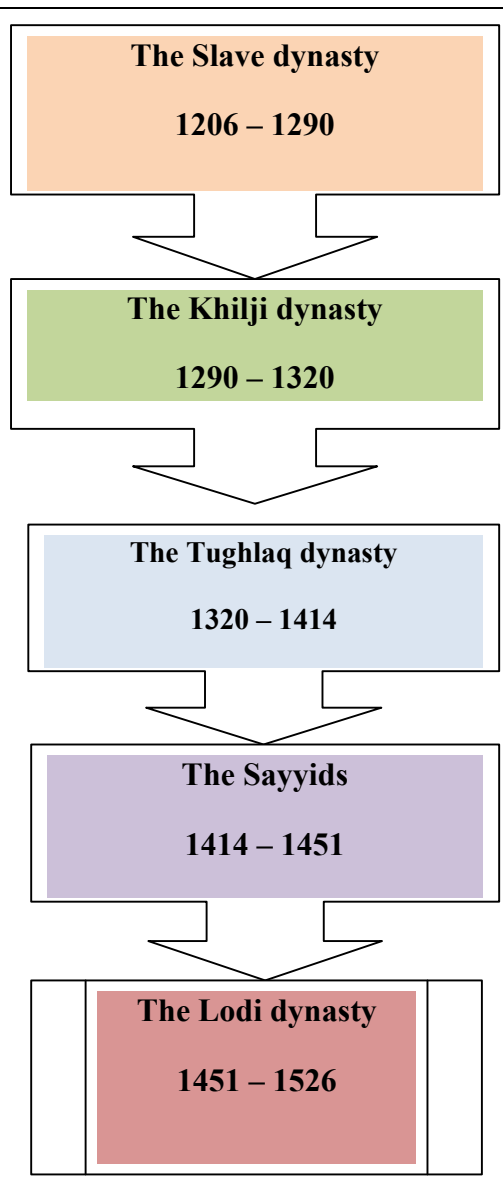 The Slave dynasty
1206 – 1290
The Khilji dynasty
1290 – 1320
The Tughlaq dynasty
1320 – 1414
The Sayyids
1414 – 1451
The Lodi dynasty
1451 – 1526